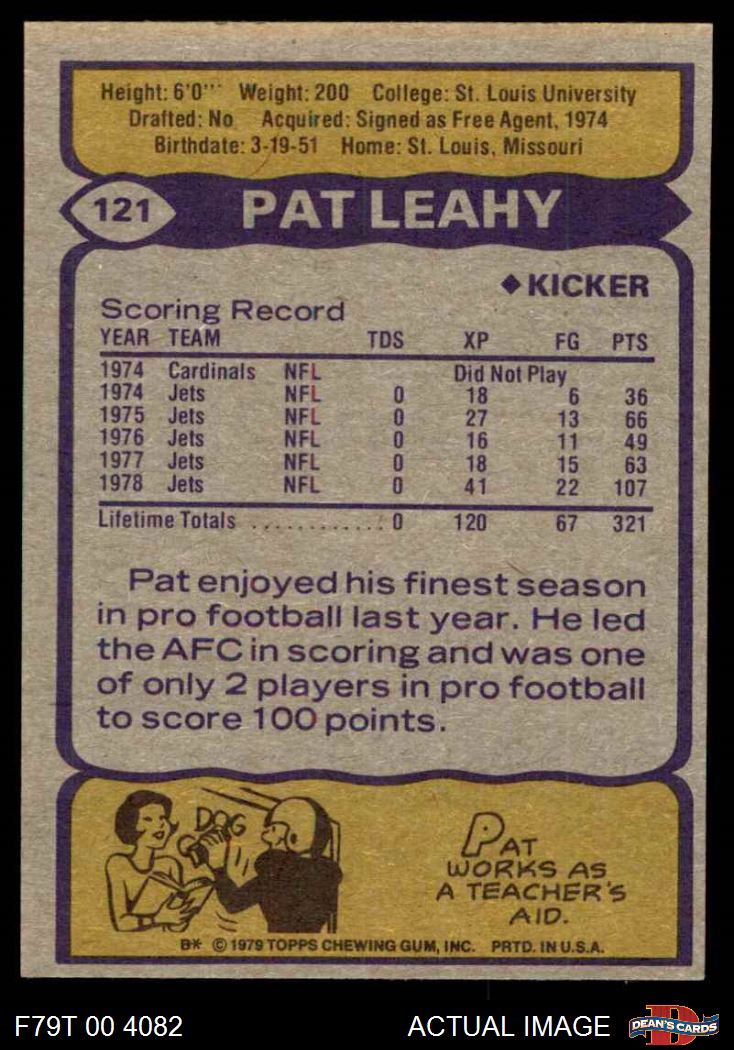 Height: 6'0"" Weight: 200 College: St. Louis University
Drafted: No Acquired: Signed as Free Agent, 1974
Birthdate: 3-19-51 Home: St. Louis, Missouri
121 PAT LEAHY
◆KICKER
Scoring Record
YEAR TEAM TDS XP FG PTS
1974 Cardinals NFL Did Not Play
1974 Jets NFL 0 18 6 36
1975 Jets NFL 0 27 13 66
1976 Jets NFL 0 16 11 49
1977 Jets NFL 0 18 15 63
1978 Jets NFL 0 41 22 107
Lifetime Totals ............ 0 120 67 321
Pat enjoyed his finest season
in pro football last year. He led
the AFC in scoring and was one
of only 2 players in pro football
to score 100 points.
DOG
PAT
WORKS AS
A TEACHER'S
AID.
B* © 1979 TOPPS CHEWING GUM, INC. PRTD. IN U.S.A.
F79T 00 4082 ACTUAL IMAGE DEAN'S CARDS